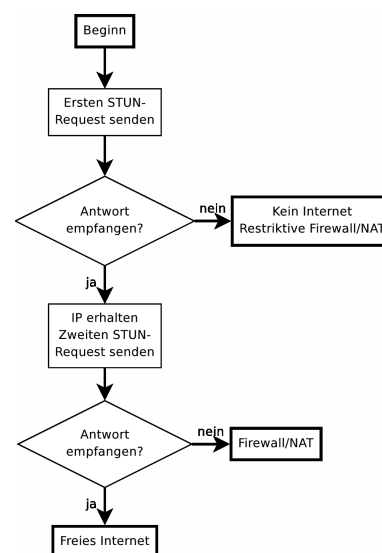 Beginn
Ersten STUN-
Request senden
Antwort
empfangen?
nein
Kein Internet
Restriktive Firewall/NAT
ja
IP erhalten
Zweiten STUN-
Request senden
Antwort
empfangen?
nein
Firewall/NAT
ja
Freies Internet